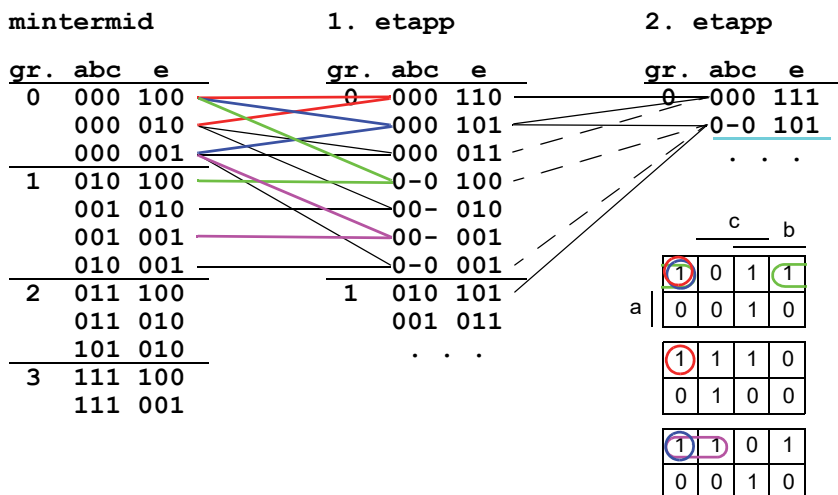 mintermid 1. etapp 2. etapp
gr. abc e gr. abc e gr. abc e
0 000 100 0 000 110 0 000 111
000 010 000 101 0-0 101
000 001 000 011 . . .
1 010 100 0-0 100
001 010 00- 010
001 001 00- 001
010 001 0-0 001
2 011 100 1 010 101
011 010 001 011
101 010 . . .
3 111 100
111 001
c
b
1 0 1 1
a 0 0 1 0
1 1 1 0
0 1 0 0
1 1 0 1
0 0 1 0